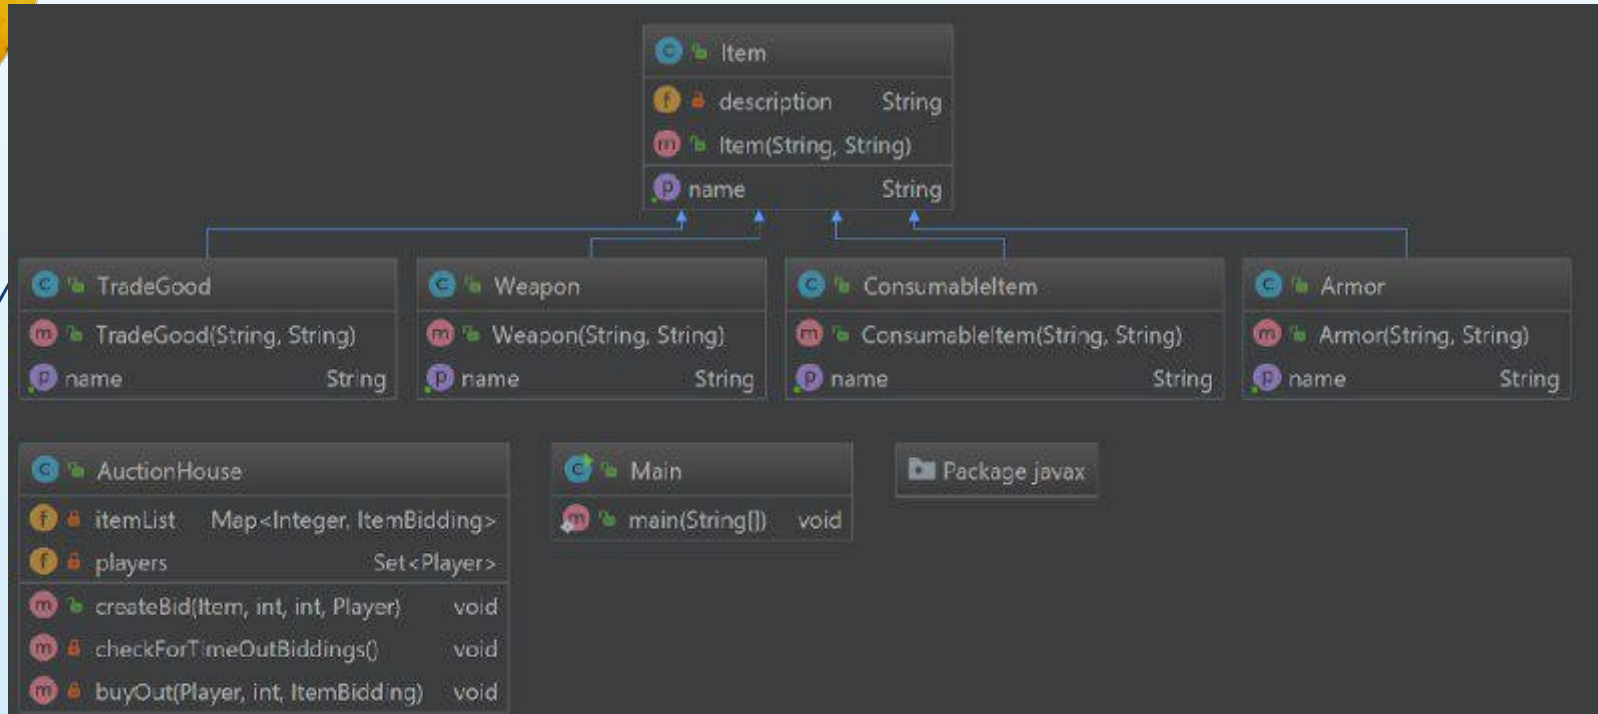 Item
description String
Item(String, String)
name String
TradeGood
TradeGood(String, String)
name String
Weapon
Weapon(String, String)
name String
ConsumableItem
ConsumableItem(String, String)
name String
Armor
Armor(String, String)
name String
AuctionHouse
itemList Map<Integer, ItemBidding>
players Set<Player>
createBid(Item, int, int, Player) void
checkForTimeOutBiddings() void
buyOut(Player, int, ItemBidding) void
Main
main(String[]) void
Package javax